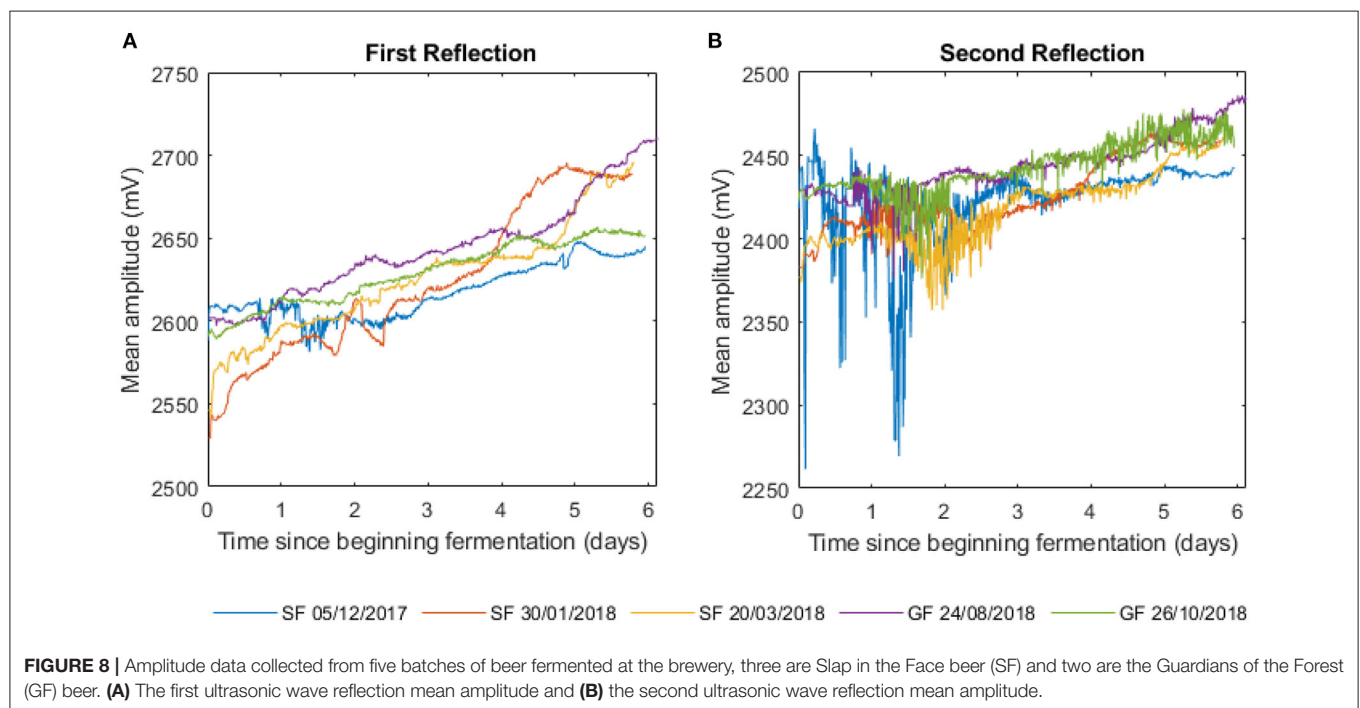 A
First Reflection
2750
2700
2650
2600
2550
2500
Mean amplitude (mV)
0 1 2 3 4 5 6
Time since beginning fermentation (days)
B
Second Reflection
2500
2450
2400
2350
2300
2250
Mean amplitude (mV)
0 1 2 3 4 5 6
Time since beginning fermentation (days)
SF 05/12/2017 SF 30/01/2018 SF 20/03/2018 GF 24/08/2018 GF 26/10/2018
FIGURE 8 | Amplitude data collected from five batches of beer fermented at the brewery, three are Slap in the Face beer (SF) and two are the Guardians of the Forest
(GF) beer. (A) The first ultrasonic wave reflection mean amplitude and (B) the second ultrasonic wave reflection mean amplitude.